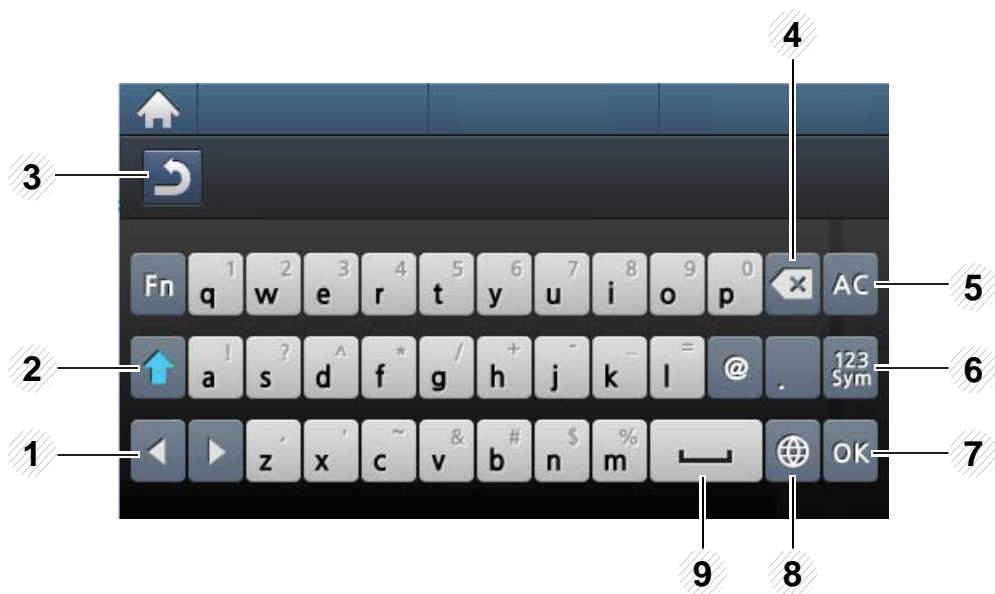 4
3
Fn 1 q 2 w 3 e 4 r 5 t 6 y 7 u 8 i 9 o 0 p AC 5
2 ! a ? s ^ d * f / g + h - j _ k = l @ . 123 Sym 6
1 ´ z ' x ~ c & v # b $ n % m OK 7
9 8